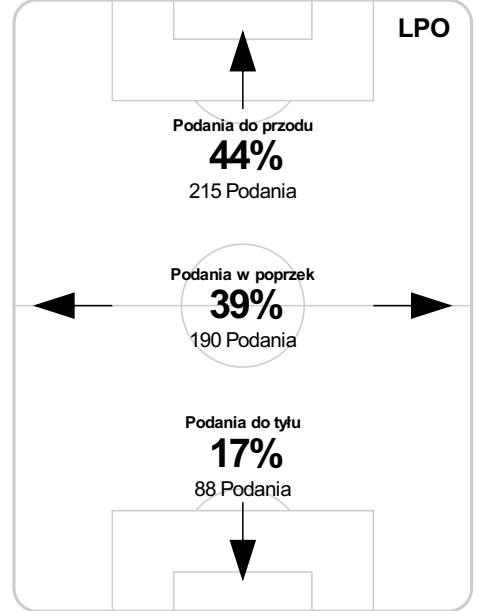 LPO
Podania do przodu
44%
215 Podania
Podania w poprzek
39%
190 Podania
Podania do tyłu
17%
88 Podania